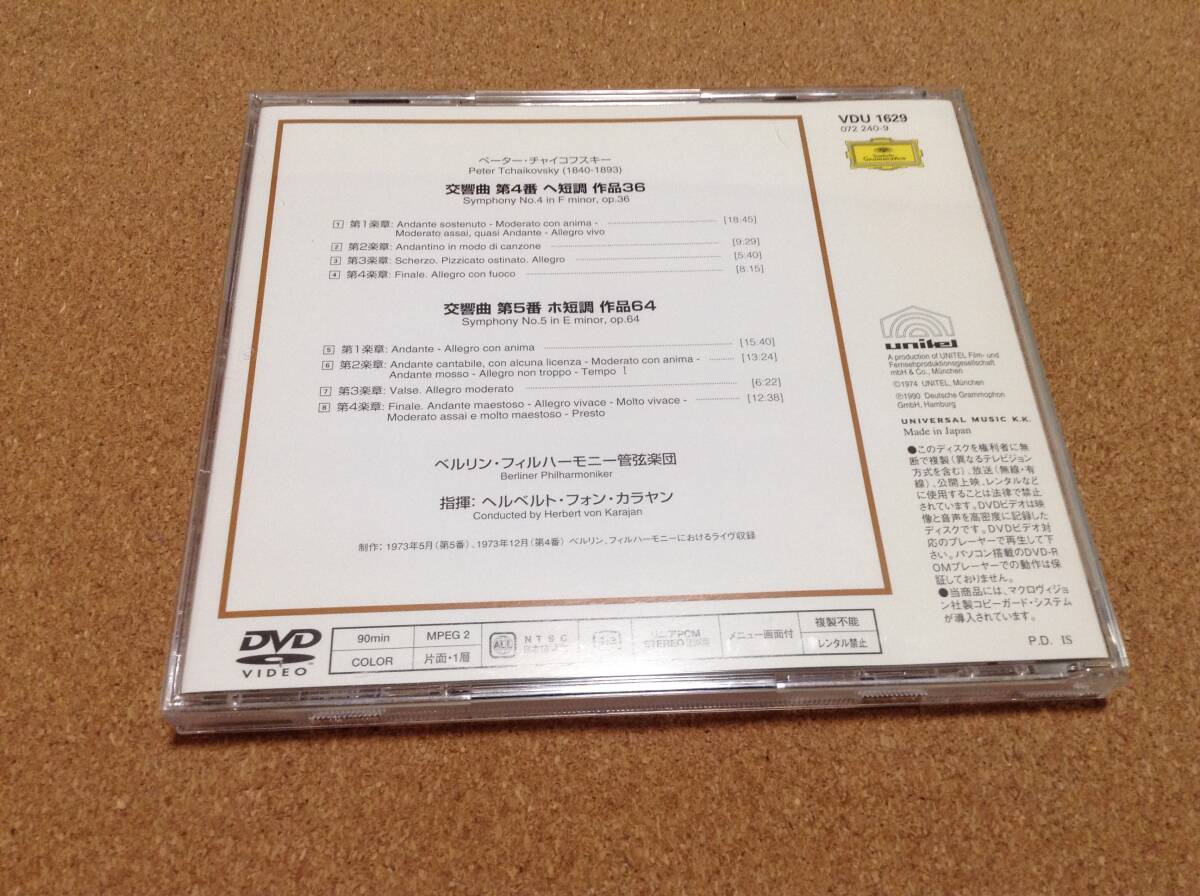 ペーター・チャイコフスキー
Peter Tchaikovsky (1840-1893)
交響曲 第4番 ヘ短調 作品36
Symphony No.4 in F minor, op.36
1 第1楽章: Andante sostenuto - Moderato con anima - [18:45]
Moderato assai, quasi Andante - Allegro vivo
2 第2楽章: Andantino in modo di canzone [9:29]
3 第3楽章: Scherzo. Pizzicato ostinato. Allegro [5:40]
4 第4楽章: Finale. Allegro con fuoco [8:15]
交響曲 第5番 ホ短調 作品64
Symphony No.5 in E minor, op.64
5 第1楽章: Andante - Allegro con anima [15:40]
6 第2楽章: Andante cantabile, con alcuna licenza - Moderato con anima - [13:24]
Andante mosso - Allegro non troppo - Tempo I
7 第3楽章: Valse. Allegro moderato [6:22]
8 第4楽章: Finale. Andante maestoso - Allegro vivace - Molto vivace - [12:38]
Moderato assai e molto maestoso - Presto
ベルリン・フィルハーモニー管弦楽団
Berliner Philharmoniker
指揮: ヘルベルト・フォン・カラヤン
Conducted by Herbert von Karajan
制作: 1973年5月(第5番)、1973年12月(第4番) ベルリン、フィルハーモニーにおけるライヴ収録
VDU 1629
072 240-9
Deutsche
Grammophon
unitel
A production of UNITEL Film- und
Fernsehproduktionsgesellschaft
mbH & Co., München
©1974 UNITEL, München
℗1990 Deutsche Grammophon
GmbH, Hamburg
UNIVERSAL MUSIC K.K.
Made in Japan
●このディスクを権利者に無
断で複製(異なるテレビジョン
方式を含む)、放送(無線・有
線)、公開上映、レンタルなど
に使用することは法律で禁止
されています。DVDビデオは映
像と音声を高密度に記録した
ディスクです。DVDビデオ対
応のプレーヤーで再生して下
さい。パソコン搭載のDVD-R
OMプレーヤーでの動作は保
証しておりません。
●当商品には、マクロヴィジョ
ン社製コピーガード・システム
が導入されています。
P.D. IS
DVD
VIDEO
90min
COLOR
MPEG 2
片面・1層
ALL
NTSC
日本市場向
4:3
リニアPCM
STEREO
メニュー画面付
複製不能
レンタル禁止